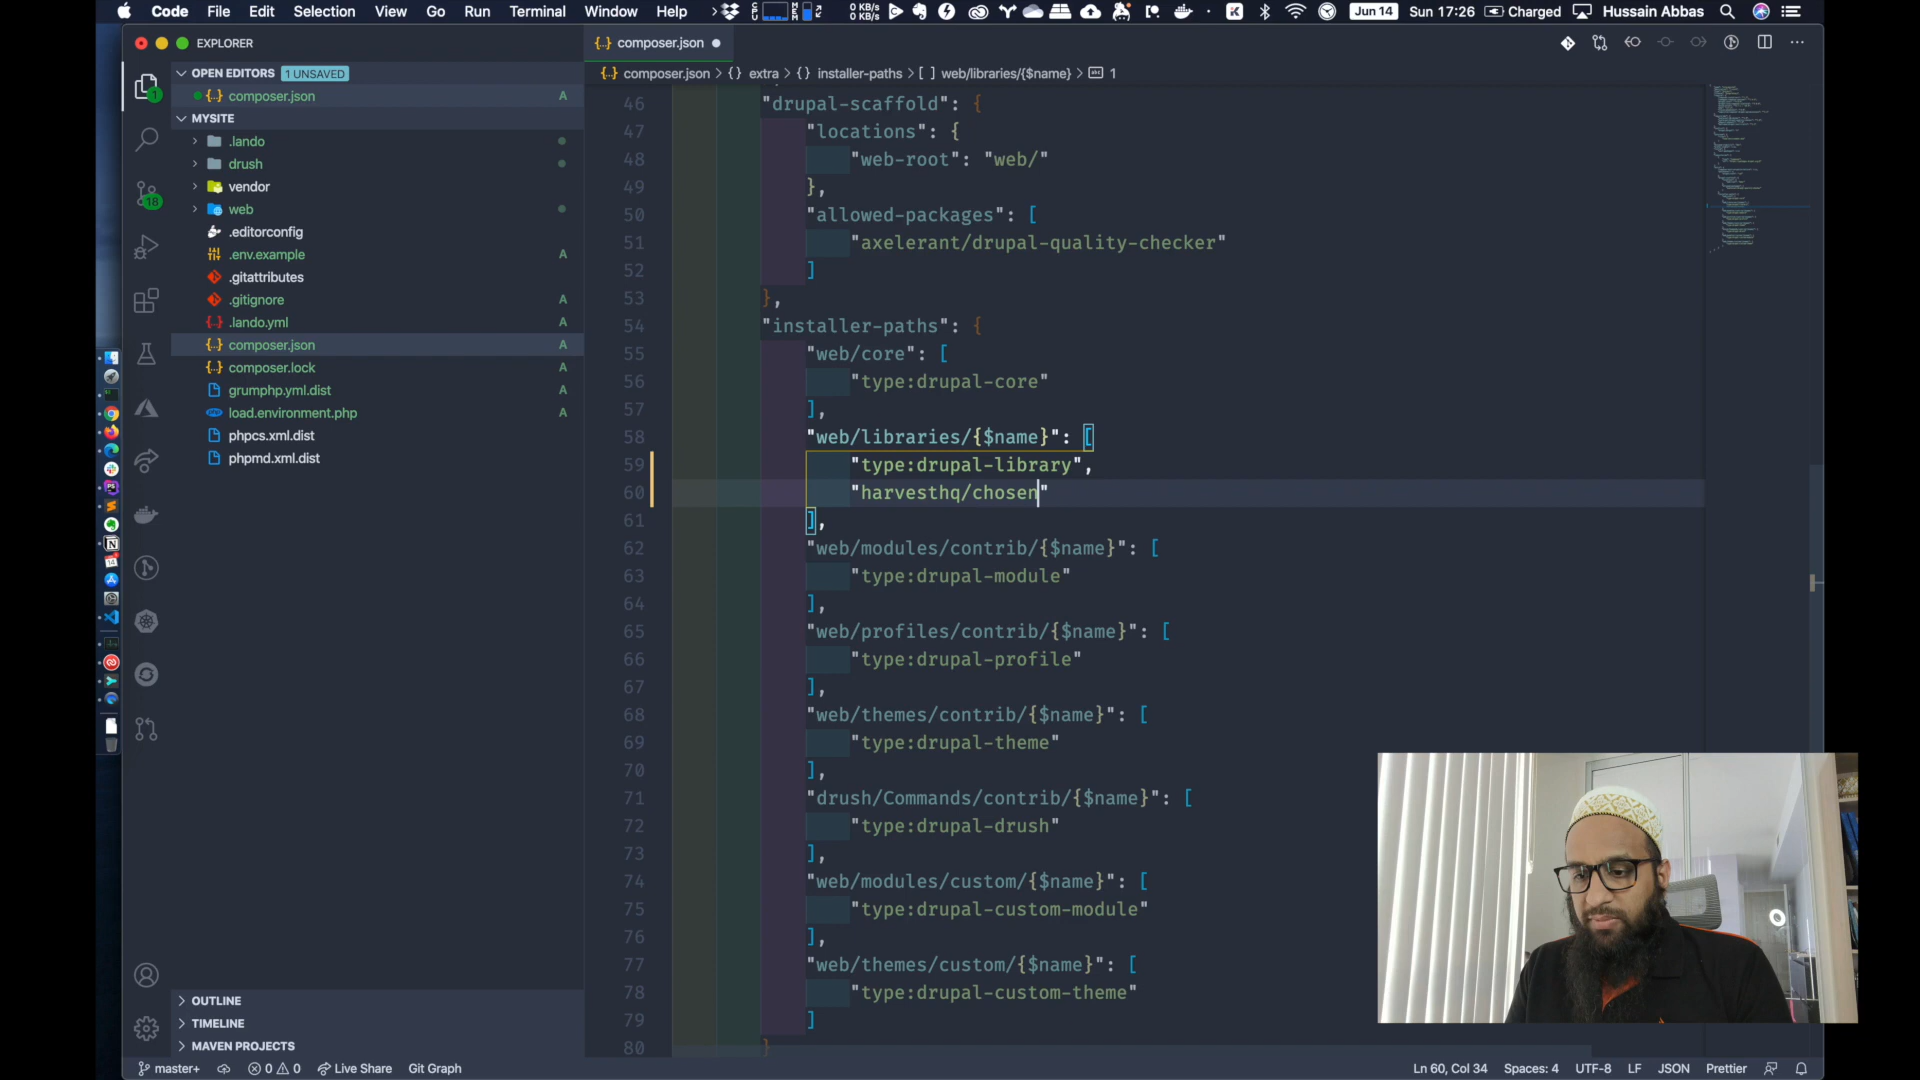 Code File Edit Selection View Go Run Terminal Window Help 0 KB/s 0 KB/s Jun 14 Sun 17:26 Charged Hussain Abbas
EXPLORER
OPEN EDITORS 1 UNSAVED
composer.json A
MYSITE
.lando
drush
vendor
web
.editorconfig
.env.example A
.gitattributes
.gitignore A
.lando.yml A
composer.json A
composer.lock A
grumphp.yml.dist A
load.environment.php A
phpcs.xml.dist
phpmd.xml.dist
OUTLINE
TIMELINE
MAVEN PROJECTS
1
18
composer.json
composer.json > {} extra > {} installer-paths > [ ] web/libraries/{$name} > abc 1
46 "drupal-scaffold": {
47 "locations": {
48 "web-root": "web/"
49 },
50 "allowed-packages": [
51 "axelerant/drupal-quality-checker"
52 ]
53 },
54 "installer-paths": {
55 "web/core": [
56 "type:drupal-core"
57 ],
58 "web/libraries/{$name}": [
59 "type:drupal-library",
60 "harvesthq/chosen"
61 ],
62 "web/modules/contrib/{$name}": [
63 "type:drupal-module"
64 ],
65 "web/profiles/contrib/{$name}": [
66 "type:drupal-profile"
67 ],
68 "web/themes/contrib/{$name}": [
69 "type:drupal-theme"
70 ],
71 "drush/Commands/contrib/{$name}": [
72 "type:drupal-drush"
73 ],
74 "web/modules/custom/{$name}": [
75 "type:drupal-custom-module"
76 ],
77 "web/themes/custom/{$name}": [
78 "type:drupal-custom-theme"
79 ]
80 }
master+ 0 0 Live Share Git Graph Ln 60, Col 34 Spaces: 4 UTF-8 LF JSON Prettier